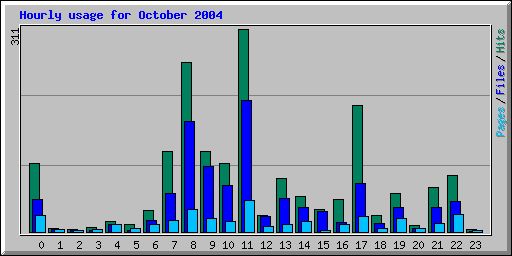 Hourly usage for October 2004
311
Pages / Files / Hits
0 1 2 3 4 5 6 7 8 9 10 11 12 13 14 15 16 17 18 19 20 21 22 23